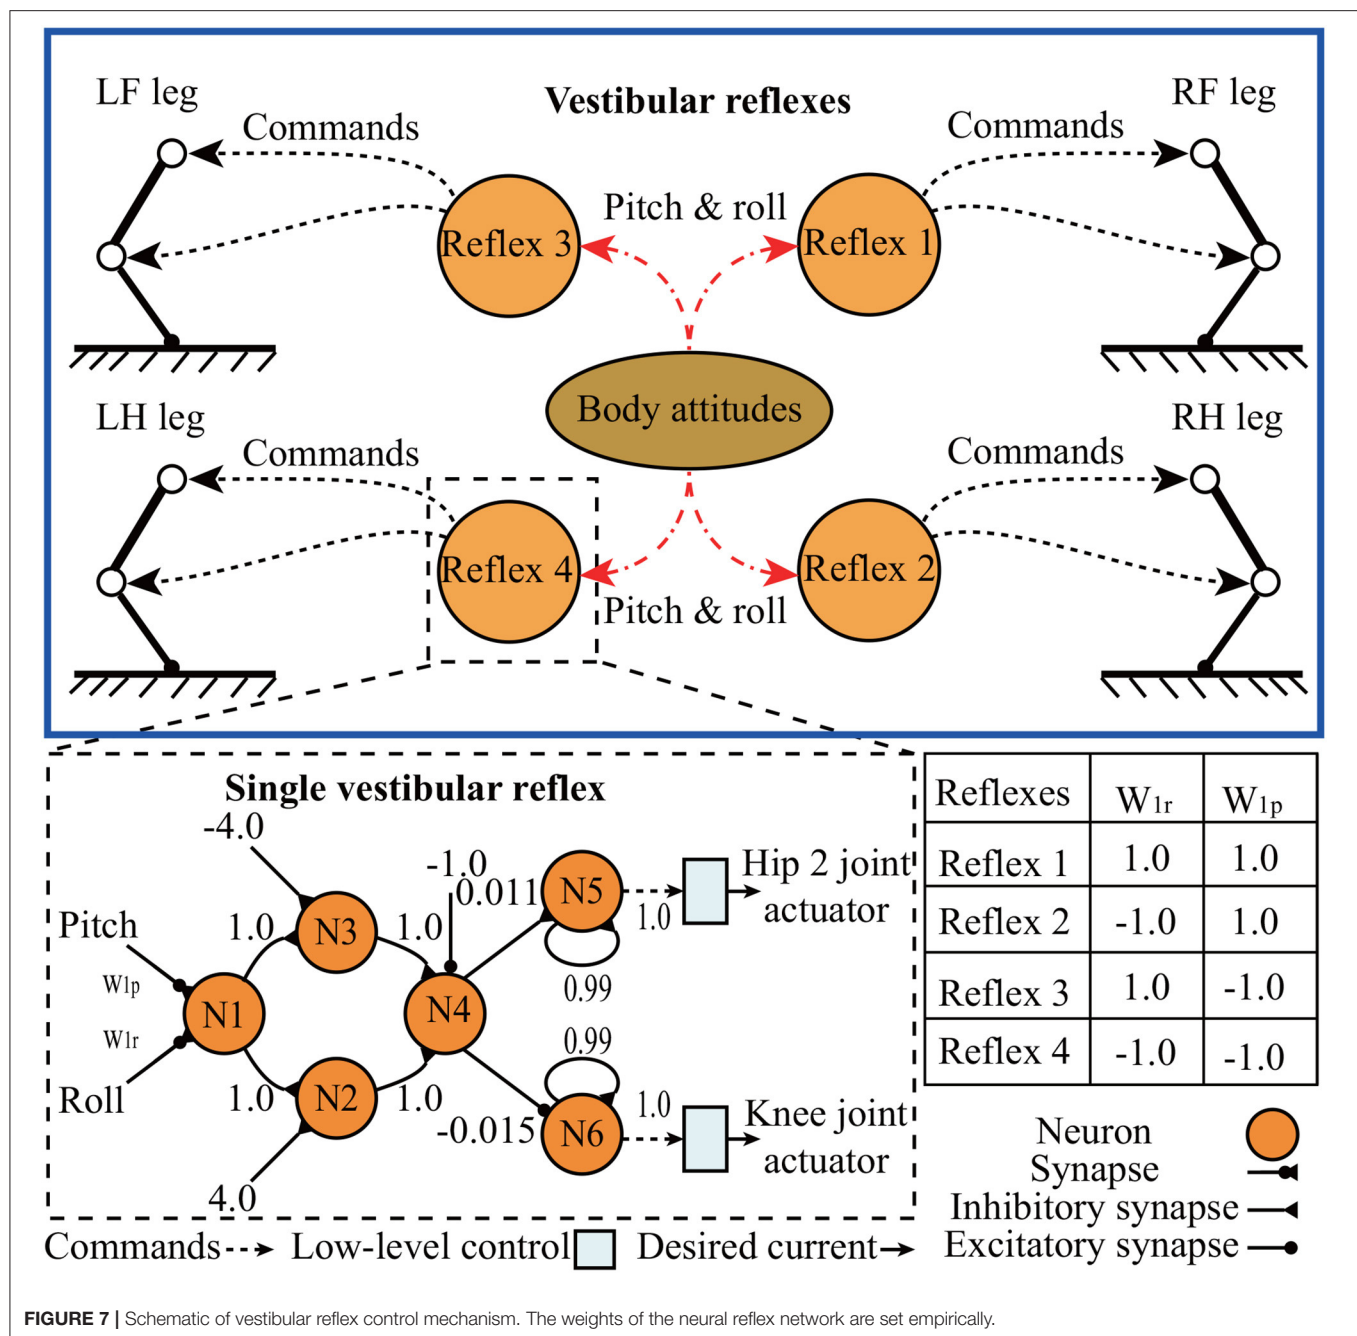 LF leg
Vestibular reflexes
RF leg
Commands
Commands
Pitch & roll
Reflex 3
Reflex 1
Body attitudes
LH leg
RH leg
Commands
Commands
Reflex 4
Reflex 2
Pitch & roll
Single vestibular reflex
-4.0
Pitch
W1p
W1r
Roll
N1
1.0
1.0
N3
N2
4.0
1.0
1.0
-1.0
N4
0.011
-0.015
N5
0.99
0.99
N6
1.0
1.0
Hip 2 joint
actuator
Knee joint
actuator
Reflexes W1r W1p
Reflex 1 1.0 1.0
Reflex 2 -1.0 1.0
Reflex 3 1.0 -1.0
Reflex 4 -1.0 -1.0
Neuron
Synapse
Inhibitory synapse
Excitatory synapse
Commands Low-level control Desired current
FIGURE 7 | Schematic of vestibular reflex control mechanism. The weights of the neural reflex network are set empirically.